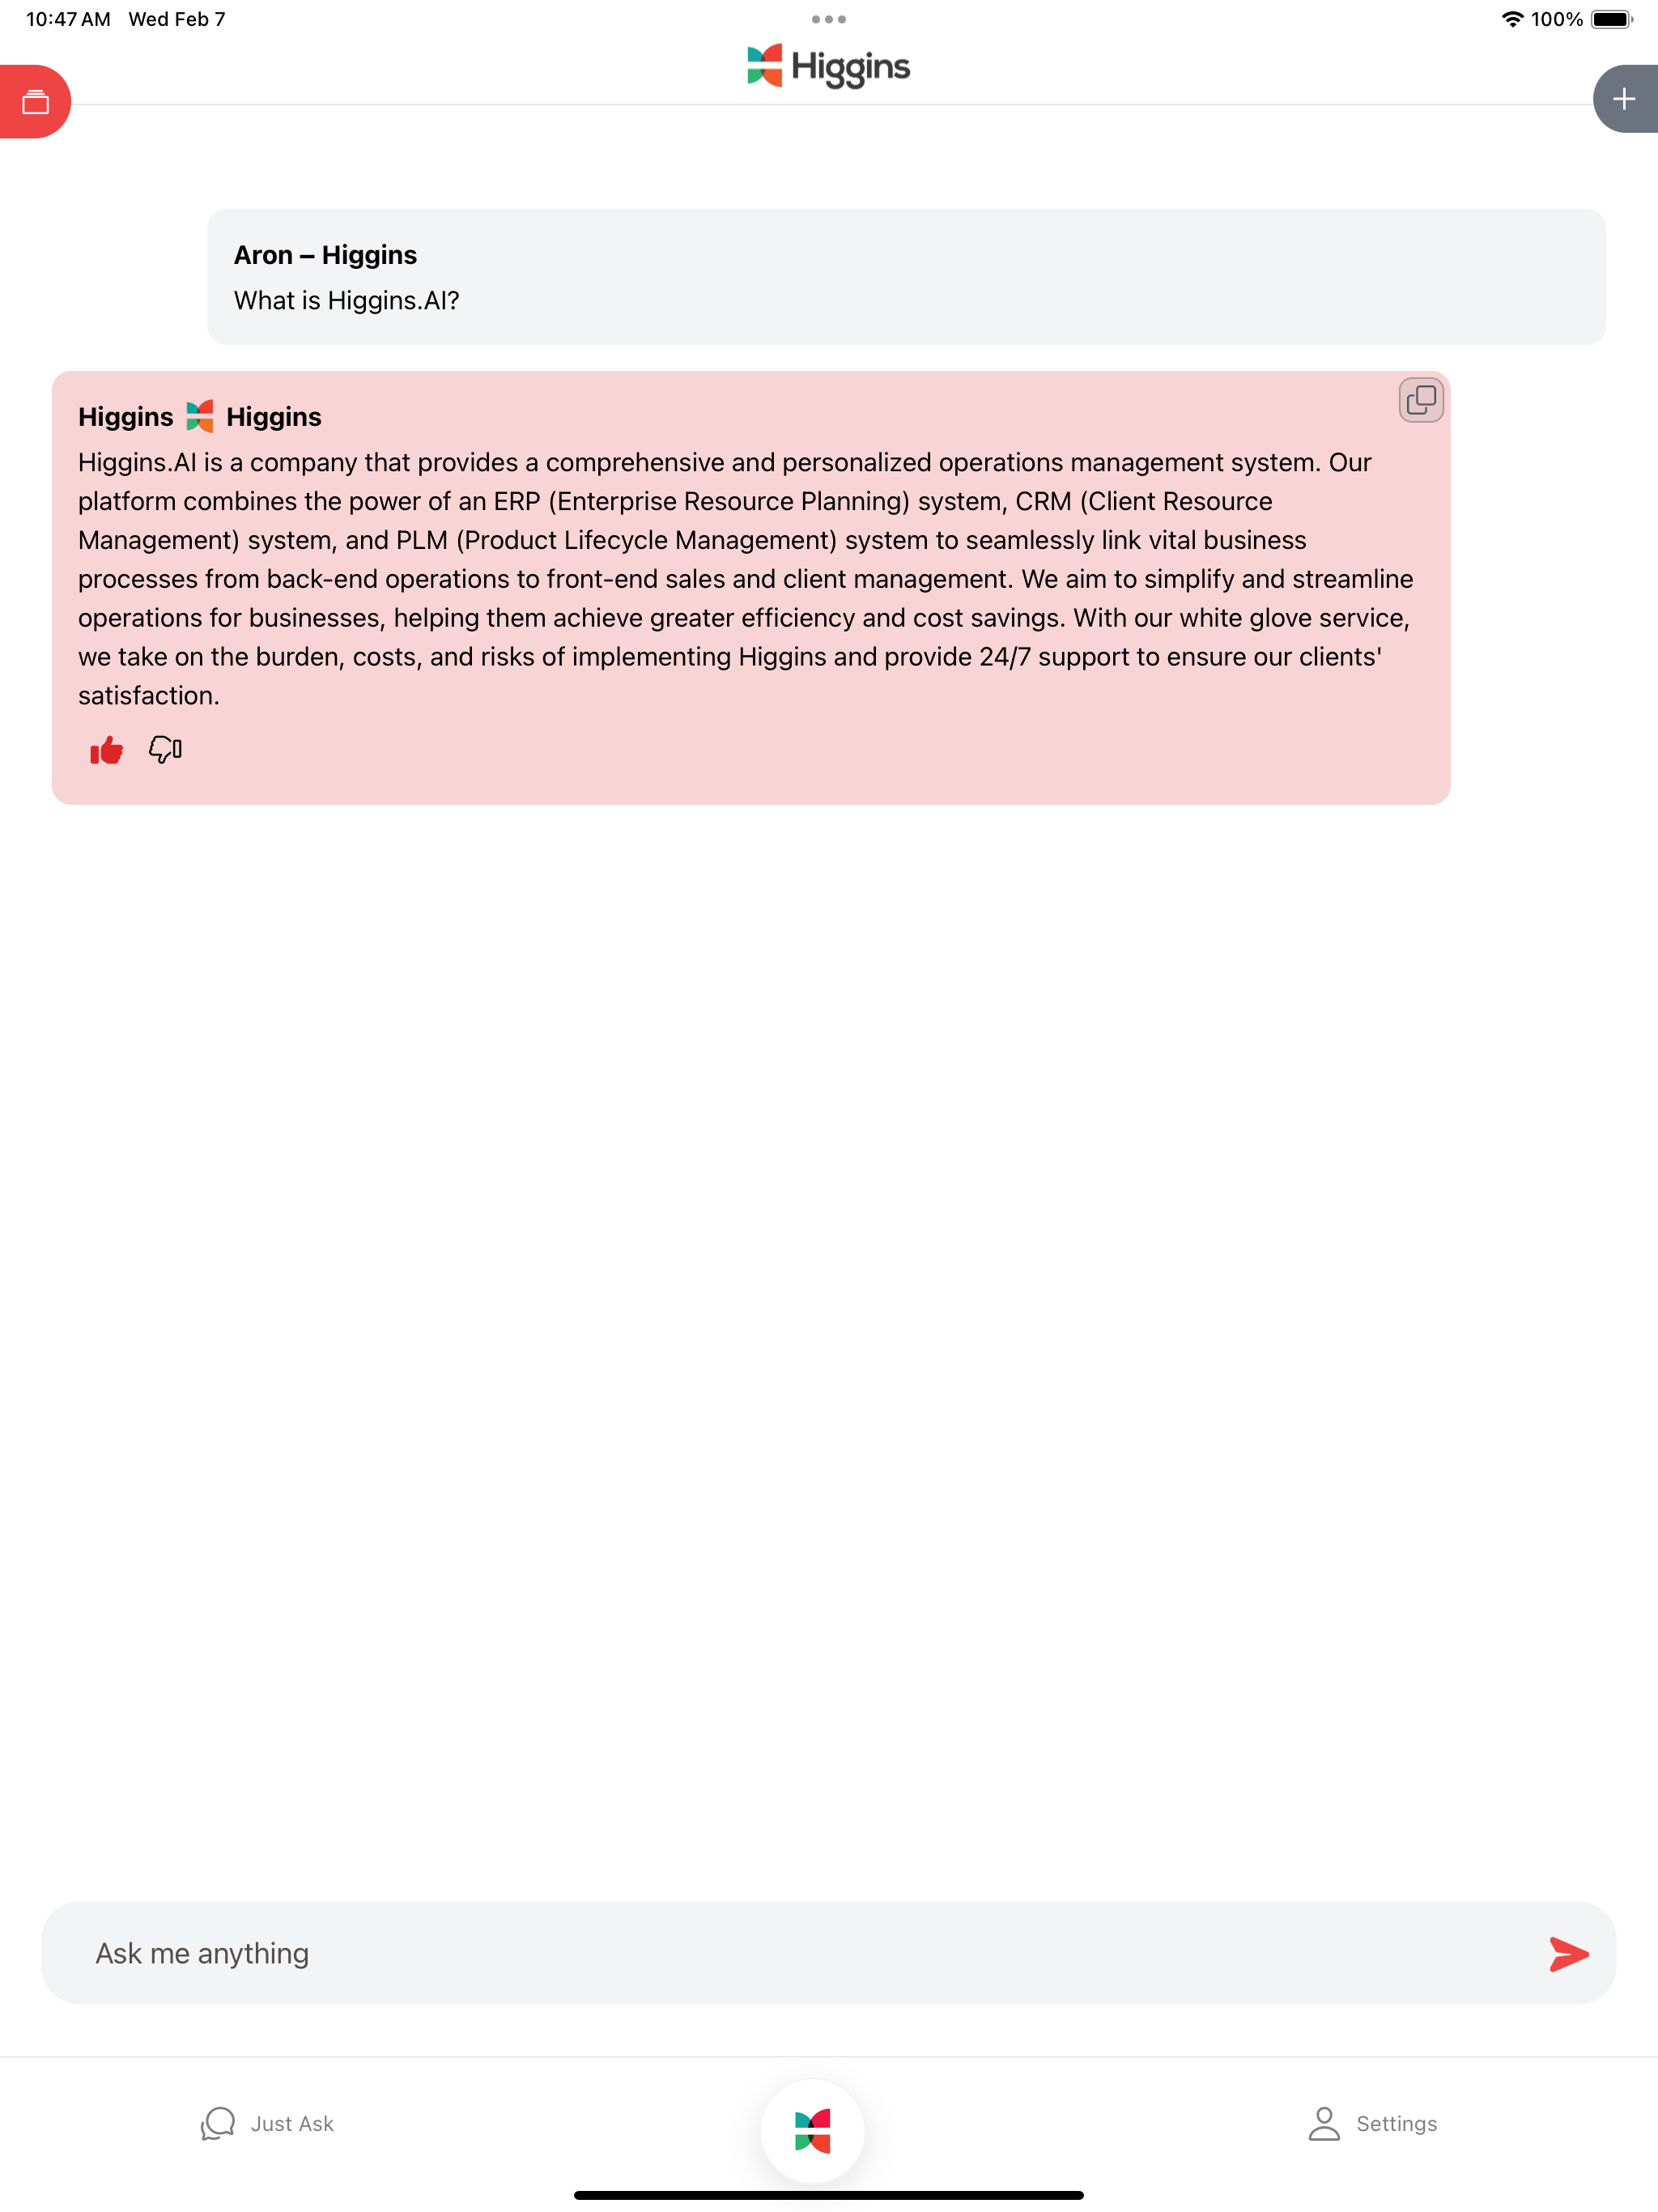 10:47 AM Wed Feb 7
100%
Higgins
Aron – Higgins
What is Higgins.AI?
Higgins Higgins
Higgins.AI is a company that provides a comprehensive and personalized operations management system. Our
platform combines the power of an ERP (Enterprise Resource Planning) system, CRM (Client Resource
Management) system, and PLM (Product Lifecycle Management) system to seamlessly link vital business
processes from back-end operations to front-end sales and client management. We aim to simplify and streamline
operations for businesses, helping them achieve greater efficiency and cost savings. With our white glove service,
we take on the burden, costs, and risks of implementing Higgins and provide 24/7 support to ensure our clients'
satisfaction.
Ask me anything
Just Ask
Settings